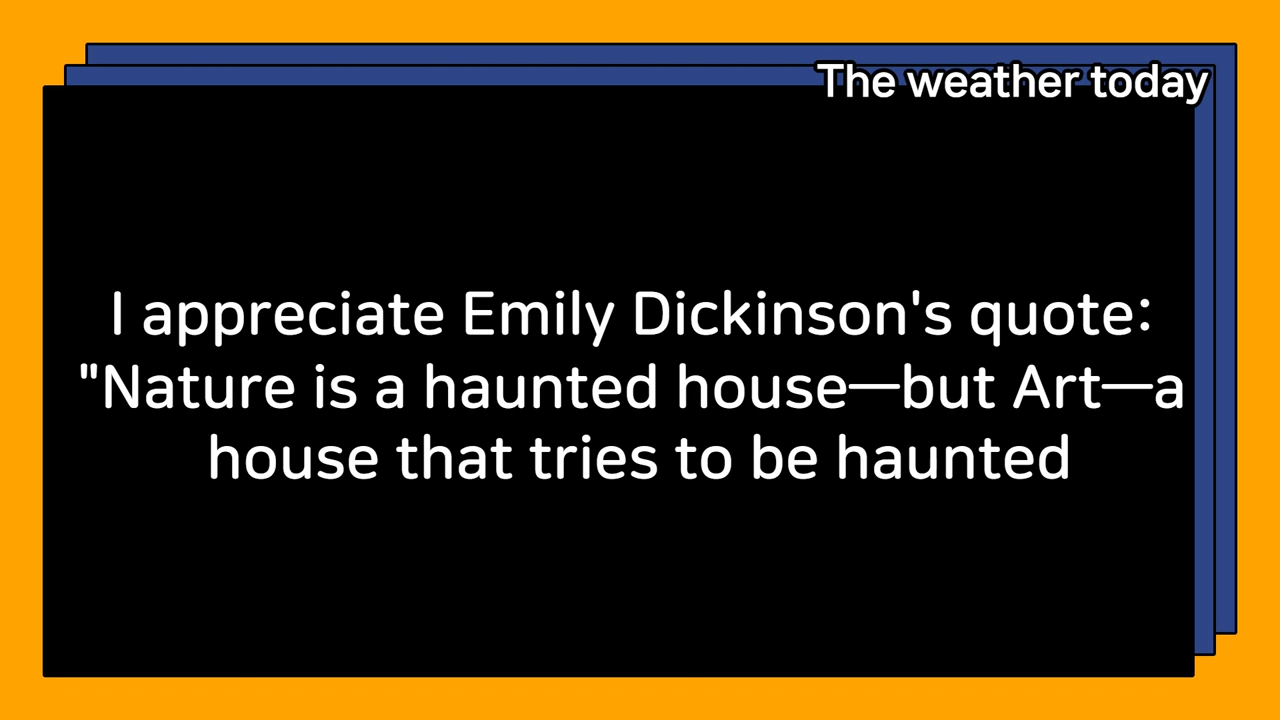 The weather today
I appreciate Emily Dickinson's quote:
"Nature is a haunted house—but Art—a
house that tries to be haunted